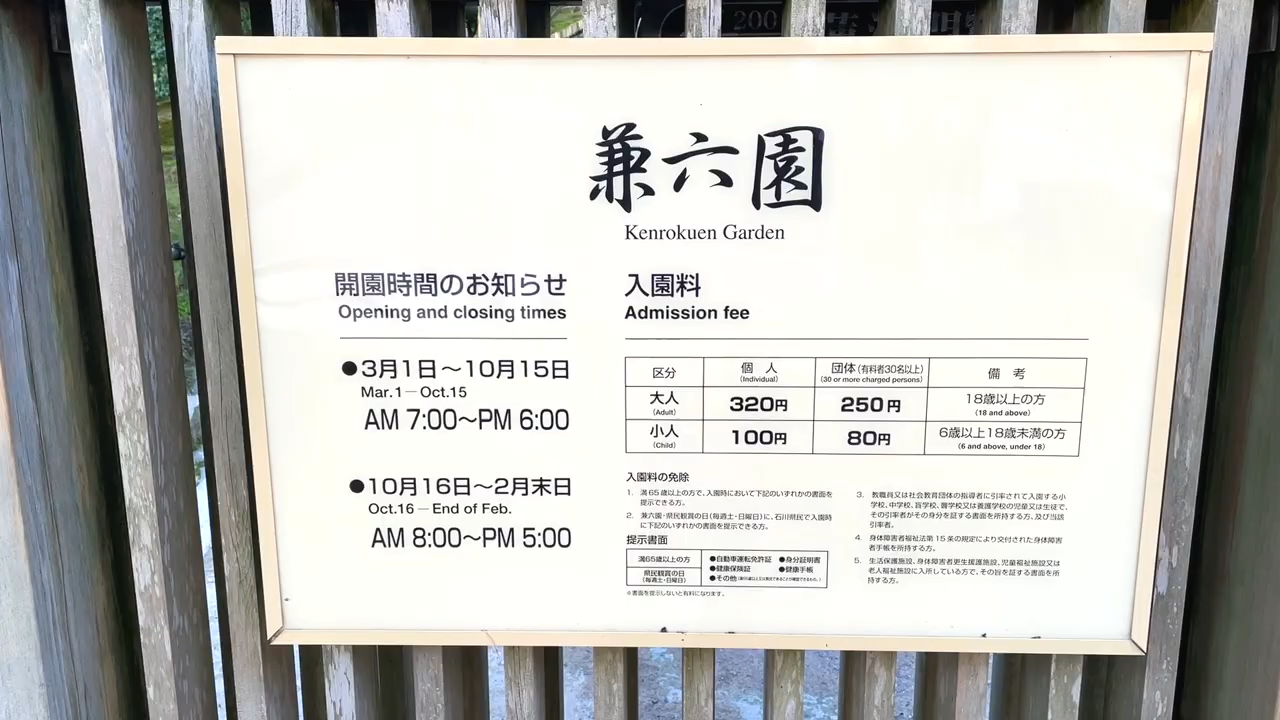 200
兼六園
Kenrokuen Garden
開園時間のお知らせ
Opening and closing times
●3月1日～10月15日
Mar.1－Oct.15
AM 7:00～PM 6:00
●10月16日～2月末日
Oct.16－End of Feb.
AM 8:00～PM 5:00
入園料
Admission fee
区分 個人 団体(有料者30名以上) 備考
(Individual) (30 or more charged persons)
大人 320円 250円 18歳以上の方
(Adult) (18 and above)
小人 100円 80円 6歳以上18歳未満の方
(Child) (6 and above, under 18)
入園料の免除
1. 満65歳以上の方で、入園時において下記のいずれかの書面を
提示できる方。
2. 兼六園・県民観賞の日(毎週土・日曜日)に、石川県民で入園時
に下記のいずれかの書面を提示できる方。
提示書面
満65歳以上の方
県民観賞の日
(毎週土・日曜日)
●自動車運転免許証 ●身分証明書
●健康保険証 ●健康手帳
●その他
※書面を提示しないと有料になります。
3. 教職員又は社会教育団体の指導者に引率されて入園する小
学校、中学校、盲学校、聾学校又は養護学校の児童又は生徒で、
その引率者がその身分を証する書面を所持する方、及び当該
引率者。
4. 身体障害者福祉法第15条の規定により交付された身体障害
者手帳を所持する方。
5. 生活保護施設、身体障害者更生援護施設、児童福祉施設又は
老人福祉施設に入所している方で、その旨を証する書面を所
持する方。